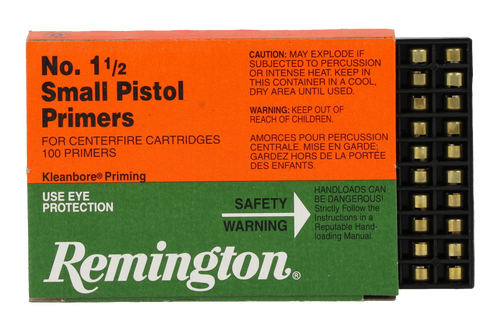 No. 1 1/2
Small Pistol
Primers
FOR CENTERFIRE CARTRIDGES
100 PRIMERS
Kleanbore® Priming
CAUTION: MAY EXPLODE IF
SUBJECTED TO PERCUSSION
OR INTENSE HEAT. KEEP IN
THIS CONTAINER IN A COOL,
DRY AREA UNTIL USED.
WARNING: KEEP OUT OF
REACH OF CHILDREN.
AMORCES POUR PERCUSSION
CENTRALE. MISE EN GARDE;
GARDEZ HORS DE LA PORTÉE
DES ENFANTS.
USE EYE
PROTECTION
SAFETY
WARNING
HANDLOADS CAN
BE DANGEROUS!
Strictly Follow the
Instructions in a
Reputable Hand-
loading Manual.
Remington®